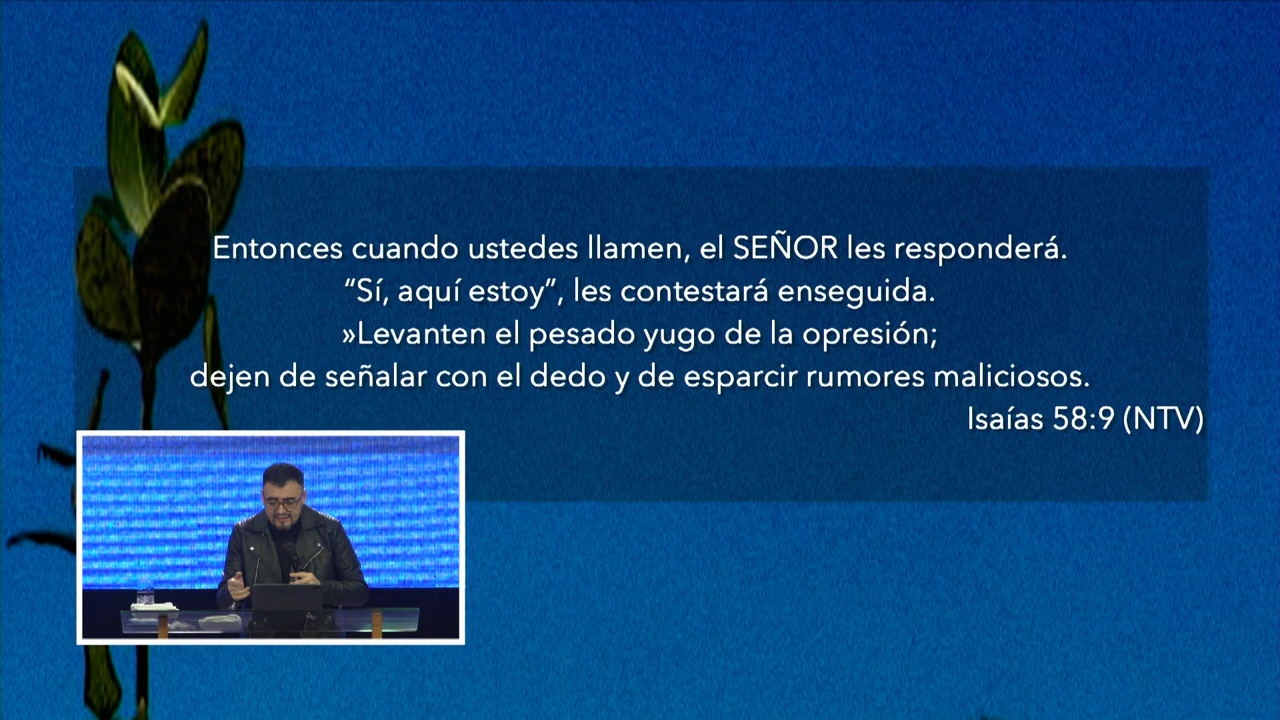 Entonces cuando ustedes llamen, el SEÑOR les responderá.
“Sí, aquí estoy”, les contestará enseguida.
»Levanten el pesado yugo de la opresión;
dejen de señalar con el dedo y de esparcir rumores maliciosos.
Isaías 58:9 (NTV)